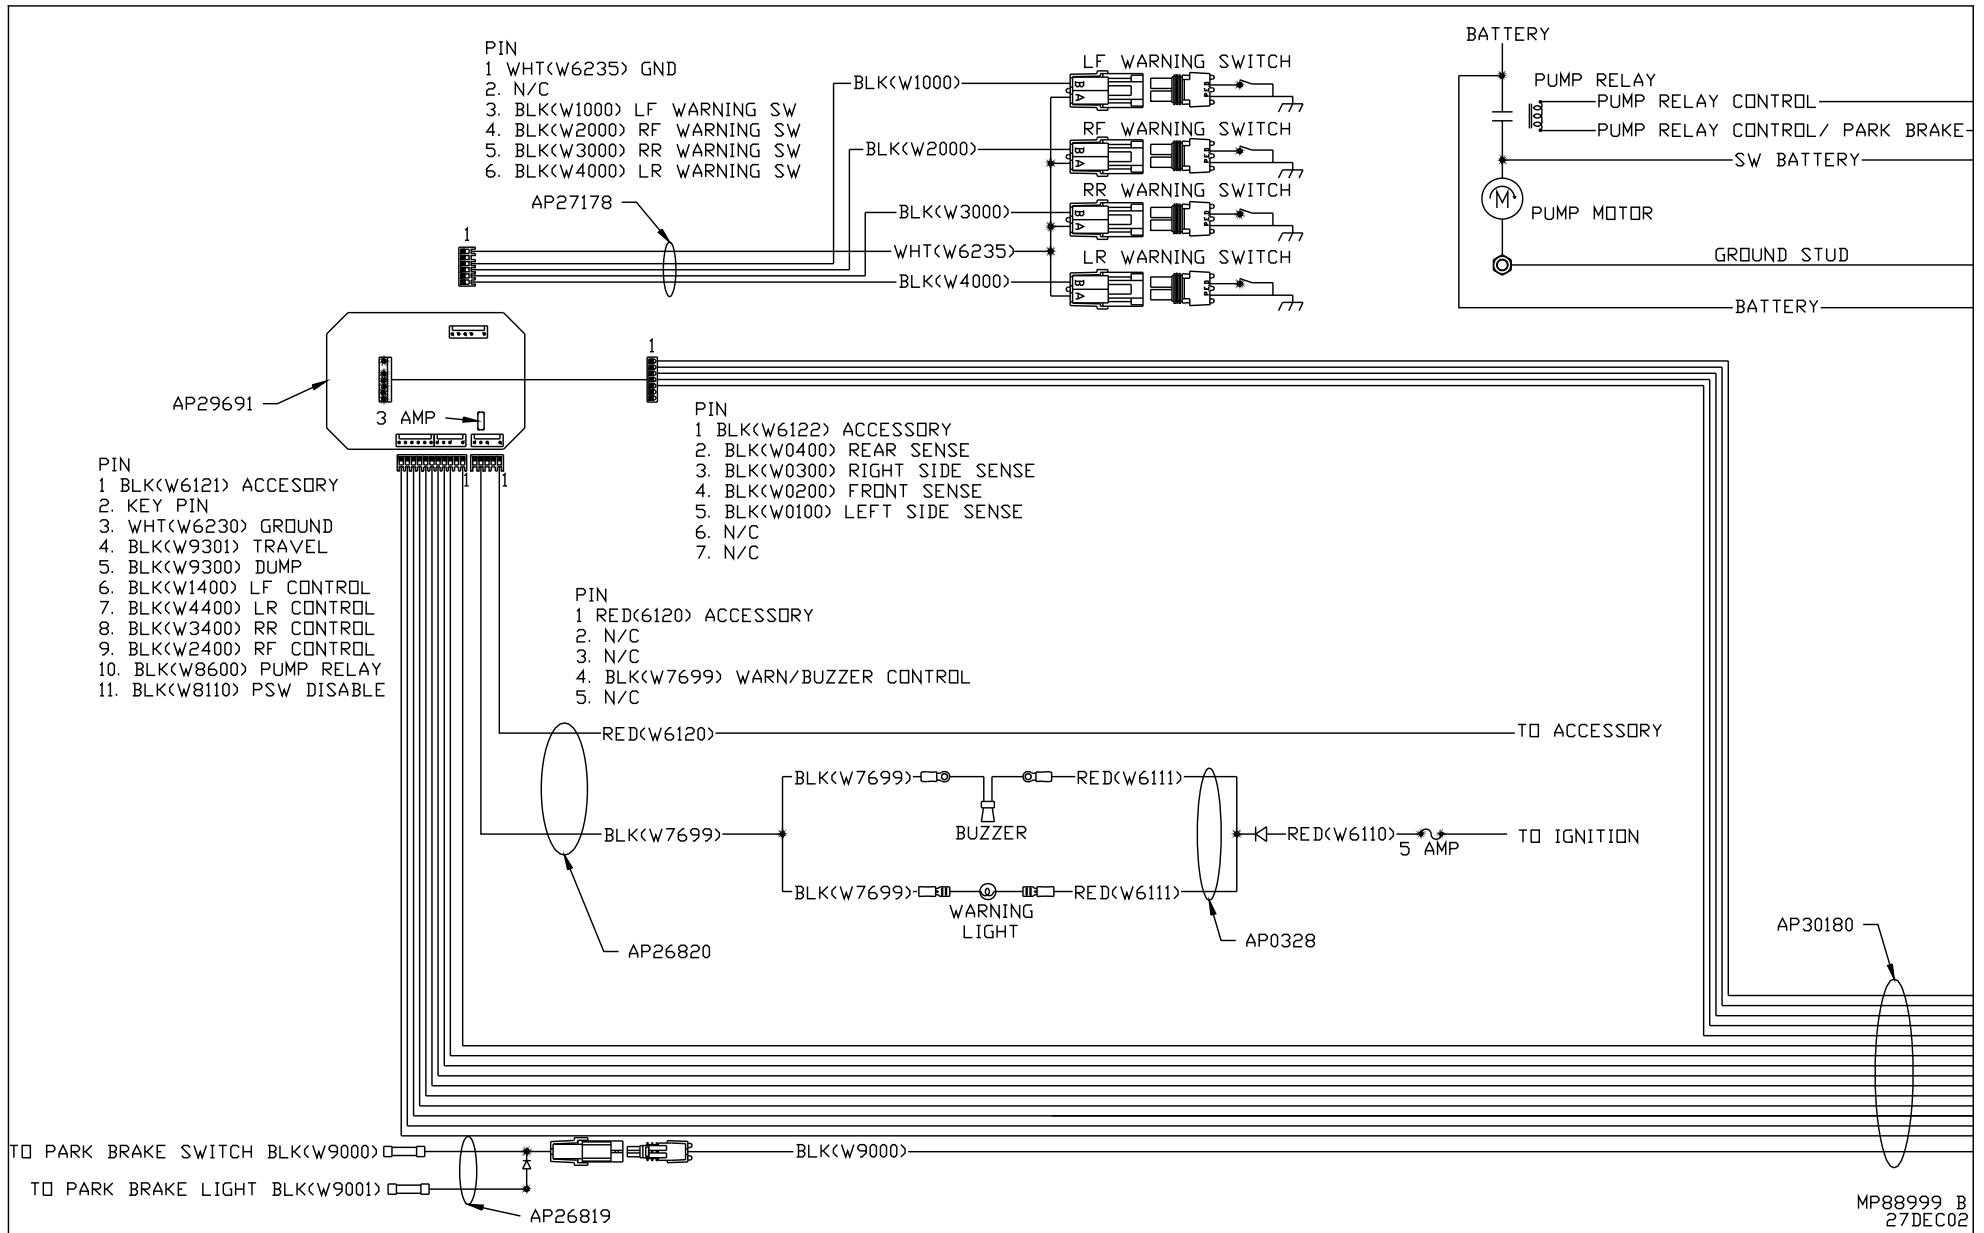 PIN
1 WHT(W6235) GND
2. N/C
3. BLK(W1000) LF WARNING SW
4. BLK(W2000) RF WARNING SW
5. BLK(W3000) RR WARNING SW
6. BLK(W4000) LR WARNING SW
AP27178
1
BLK(W1000)
BLK(W2000)
BLK(W3000)
WHT(W6235)
BLK(W4000)
LF WARNING SWITCH
B
A
RF WARNING SWITCH
B
A
RR WARNING SWITCH
B
A
LR WARNING SWITCH
B
A
BATTERY
PUMP RELAY
PUMP RELAY CONTROL
PUMP RELAY CONTROL/ PARK BRAKE
SW BATTERY
M
PUMP MOTOR
GROUND STUD
BATTERY
AP29691
3 AMP
1
PIN
1 BLK(W6122) ACCESSORY
2. BLK(W0400) REAR SENSE
3. BLK(W0300) RIGHT SIDE SENSE
4. BLK(W0200) FRONT SENSE
5. BLK(W0100) LEFT SIDE SENSE
6. N/C
7. N/C
1
1
PIN
1 BLK(W6121) ACCESORY
2. KEY PIN
3. WHT(W6230) GROUND
4. BLK(W9301) TRAVEL
5. BLK(W9300) DUMP
6. BLK(W1400) LF CONTROL
7. BLK(W4400) LR CONTROL
8. BLK(W3400) RR CONTROL
9. BLK(W2400) RF CONTROL
10. BLK(W8600) PUMP RELAY
11. BLK(W8110) PSW DISABLE
PIN
1 RED(6120) ACCESSORY
2. N/C
3. N/C
4. BLK(W7699) WARN/BUZZER CONTROL
5. N/C
RED(W6120)
TO ACCESSORY
BLK(W7699)
RED(W6111)
BUZZER
BLK(W7699)
RED(W6110)
5 AMP
TO IGNITION
BLK(W7699)
RED(W6111)
WARNING
LIGHT
AP26820
AP0328
AP30180
TO PARK BRAKE SWITCH BLK(W9000)
BLK(W9000)
TO PARK BRAKE LIGHT BLK(W9001)
AP26819
MP88999 B
27DEC02